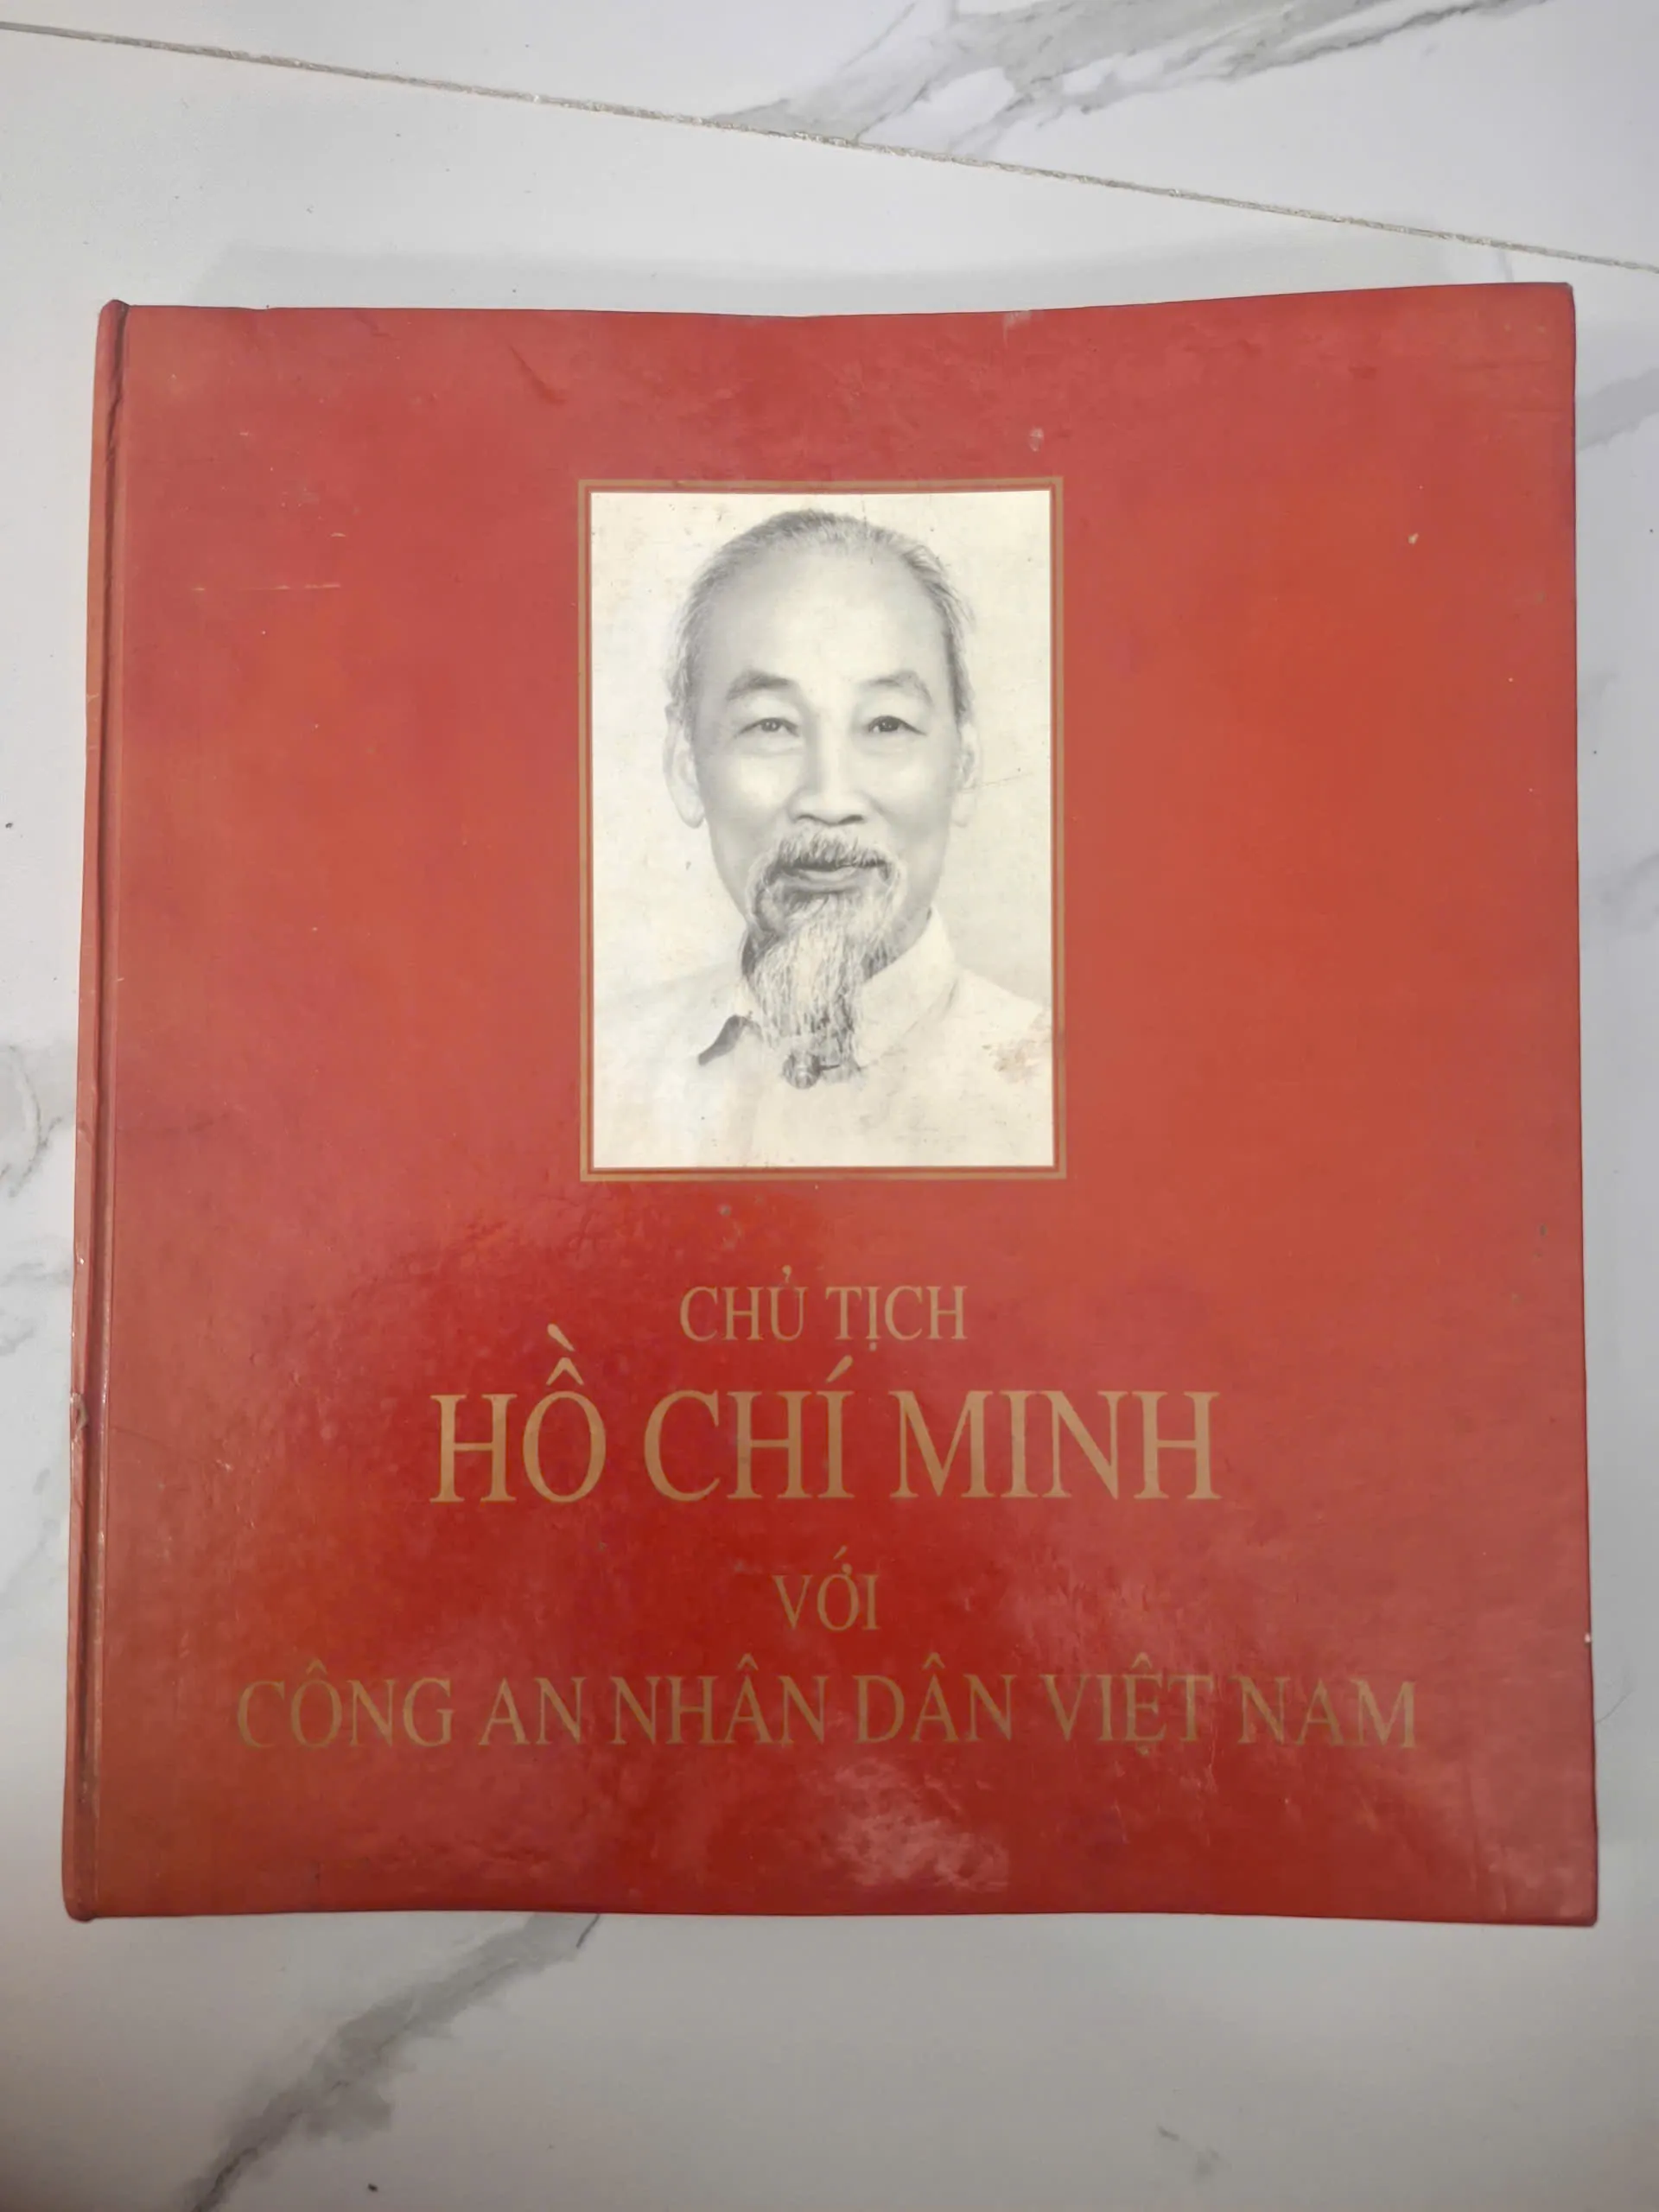 CHỦ TỊCH
HỒ CHÍ MINH
VỚI
CÔNG AN NHÂN DÂN VIỆT NAM